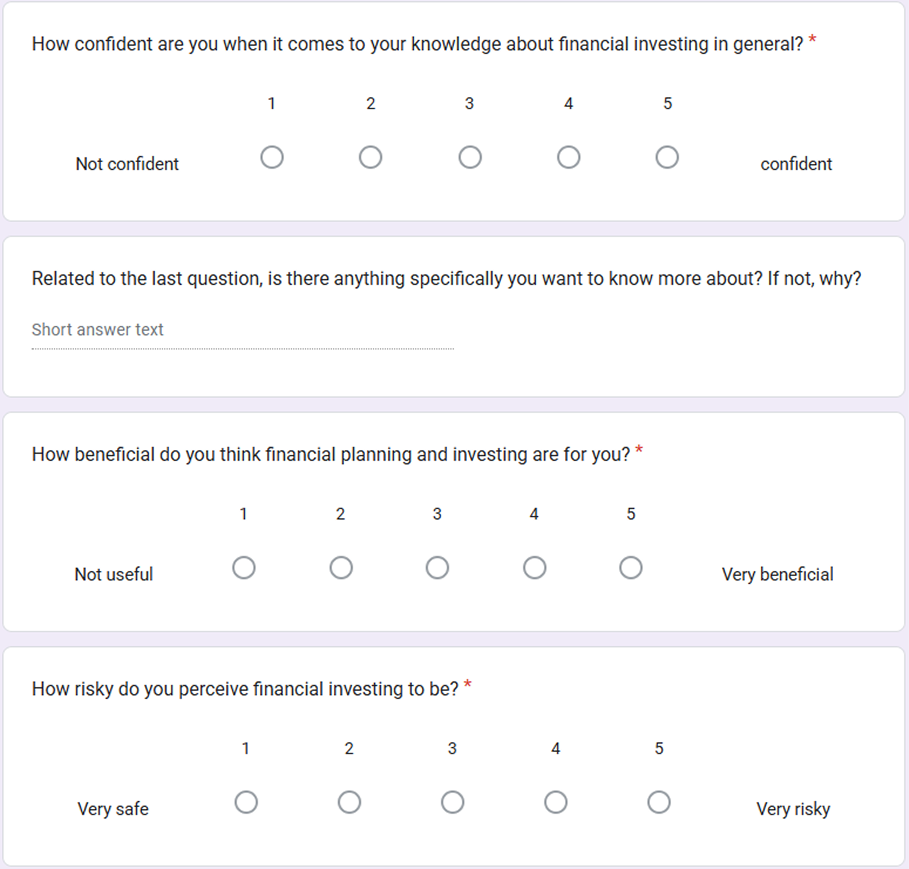 How confident are you when it comes to your knowledge about financial investing in general? *
1 2 3 4 5
Not confident confident
Related to the last question, is there anything specifically you want to know more about? If not, why?
Short answer text
How beneficial do you think financial planning and investing are for you? *
1 2 3 4 5
Not useful Very beneficial
How risky do you perceive financial investing to be? *
1 2 3 4 5
Very safe Very risky